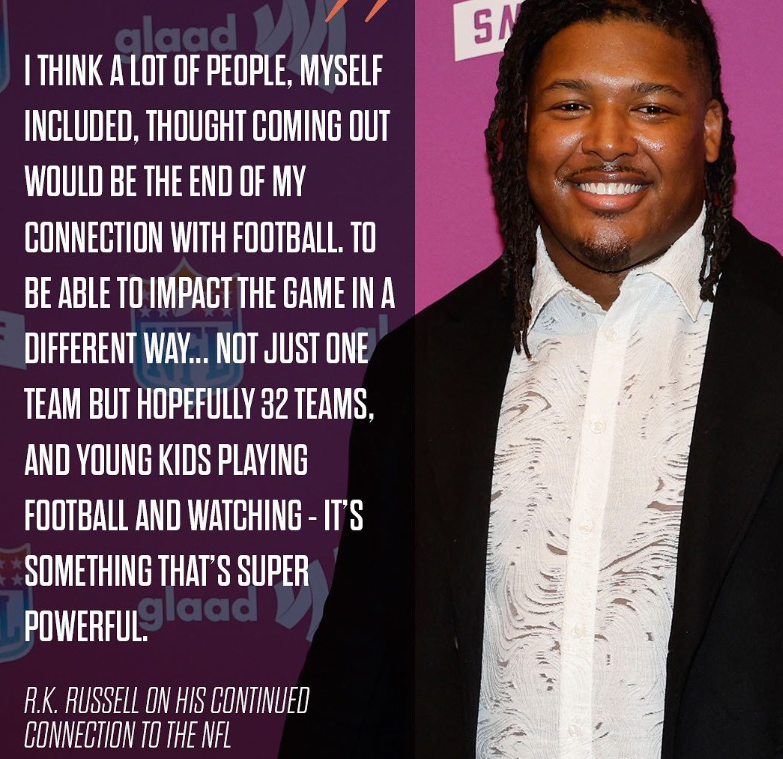 SN
glaad
I THINK A LOT OF PEOPLE, MYSELF
INCLUDED, THOUGHT COMING OUT
WOULD BE THE END OF MY
CONNECTION WITH FOOTBALL. TO
BE ABLE TO IMPACT THE GAME IN A
DIFFERENT WAY... NOT JUST ONE
TEAM BUT HOPEFULLY 32 TEAMS,
AND YOUNG KIDS PLAYING
FOOTBALL AND WATCHING - IT'S
SOMETHING THAT'S SUPER
POWERFUL.
NFL
gl
glaad
R.K. RUSSELL ON HIS CONTINUED
CONNECTION TO THE NFL